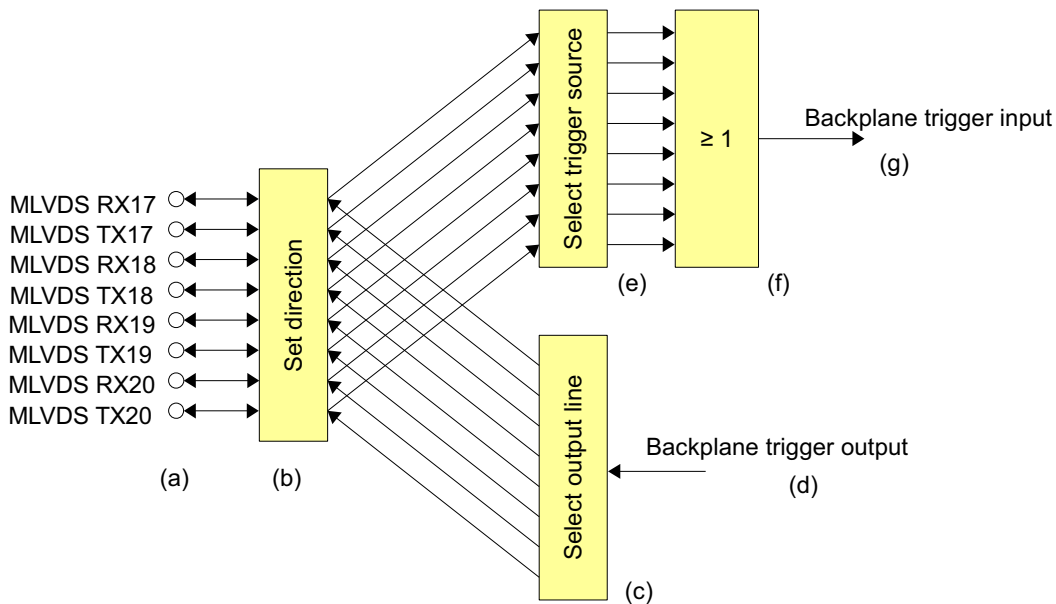 MLVDS RX17
MLVDS TX17
MLVDS RX18
MLVDS TX18
MLVDS RX19
MLVDS TX19
MLVDS RX20
MLVDS TX20
(a)
Set direction
(b)
Select trigger source
(e)
≥ 1
(f)
Backplane trigger input
(g)
Select output line
(c)
Backplane trigger output
(d)